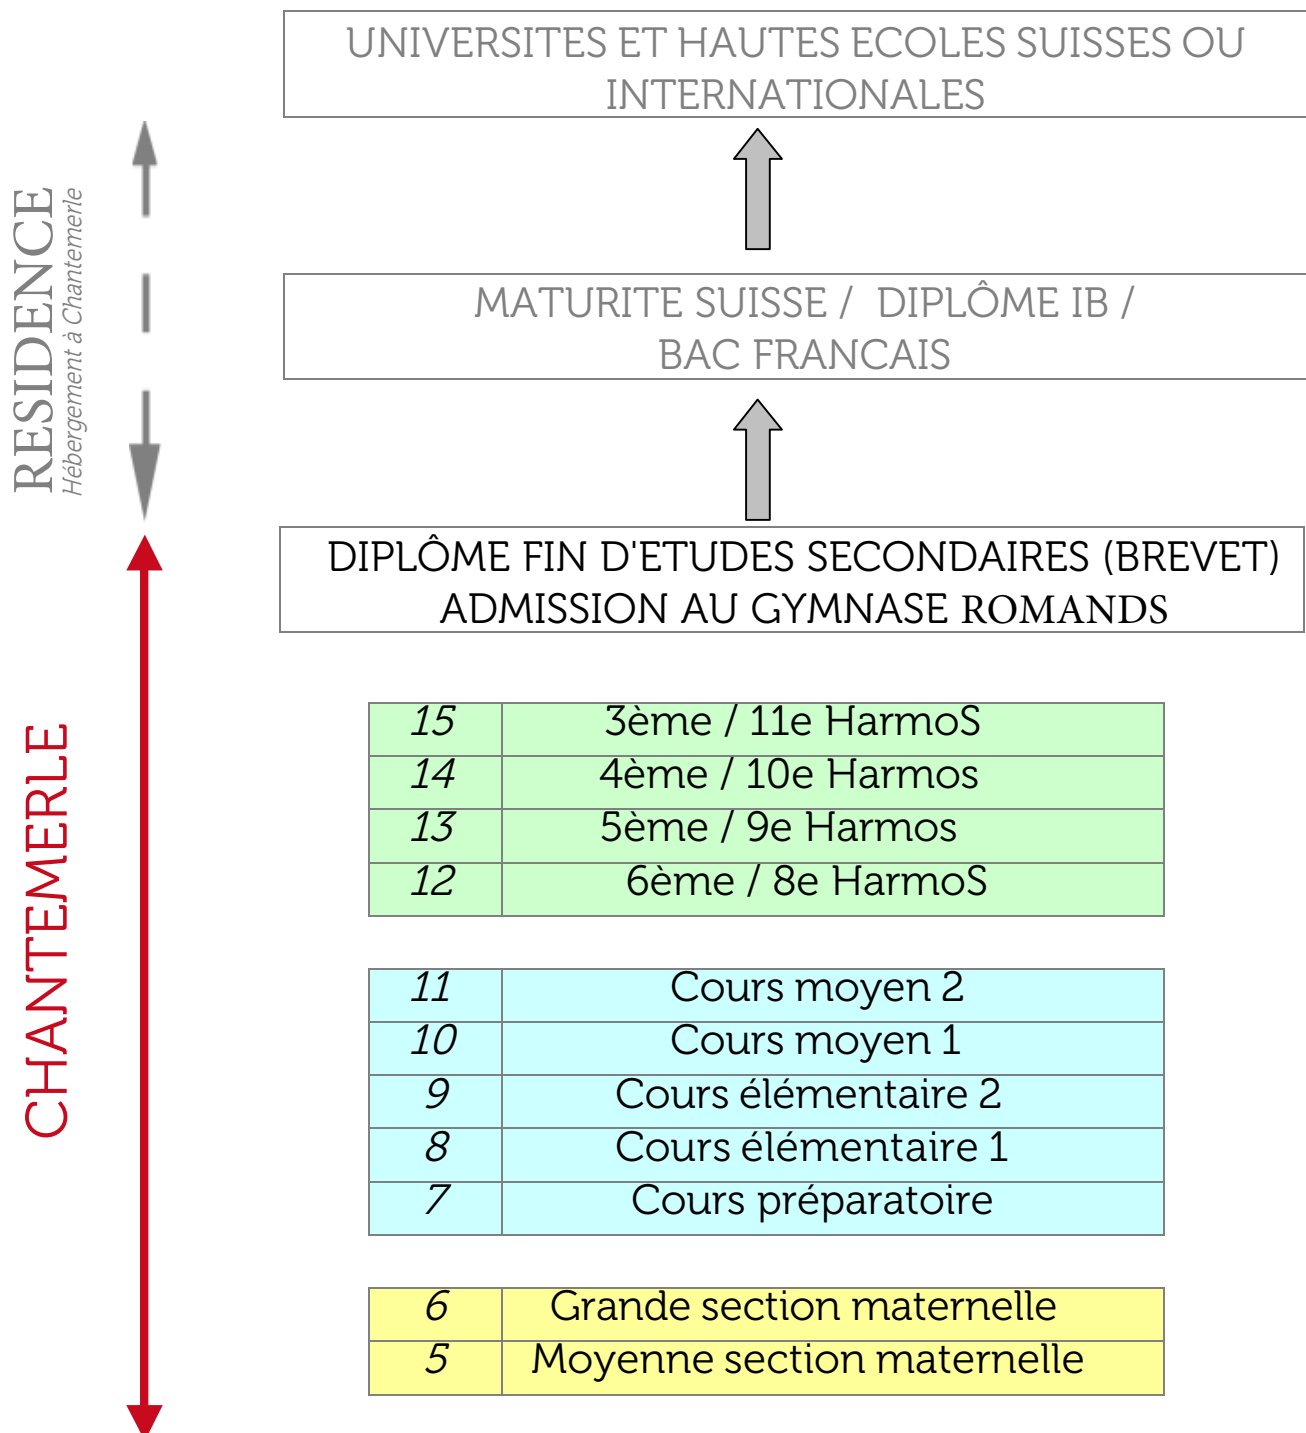 UNIVERSITES ET HAUTES ECOLES SUISSES OU
INTERNATIONALES
RESIDENCE
Hébergement à Chantemerle
MATURITE SUISSE / DIPLÔME IB /
BAC FRANCAIS
DIPLÔME FIN D'ETUDES SECONDAIRES (BREVET)
ADMISSION AU GYMNASE ROMANDS
CHANTEMERLE
15 3ème / 11e HarmoS
14 4ème / 10e Harmos
13 5ème / 9e Harmos
12 6ème / 8e HarmoS
11 Cours moyen 2
10 Cours moyen 1
9 Cours élémentaire 2
8 Cours élémentaire 1
7 Cours préparatoire
6 Grande section maternelle
5 Moyenne section maternelle